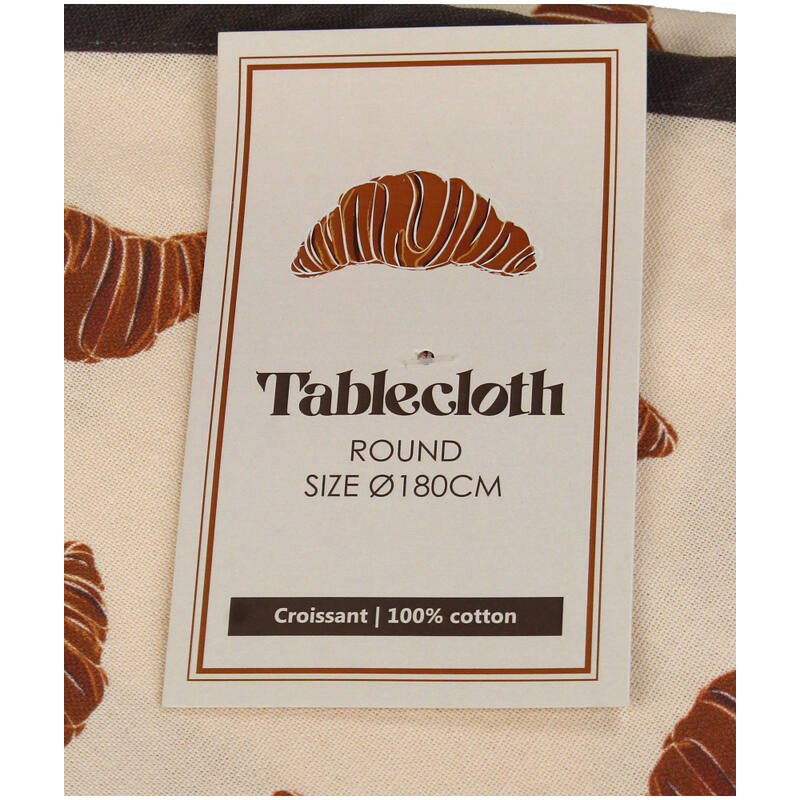 Tablecloth
ROUND
SIZE Ø180CM
Croissant | 100% cotton